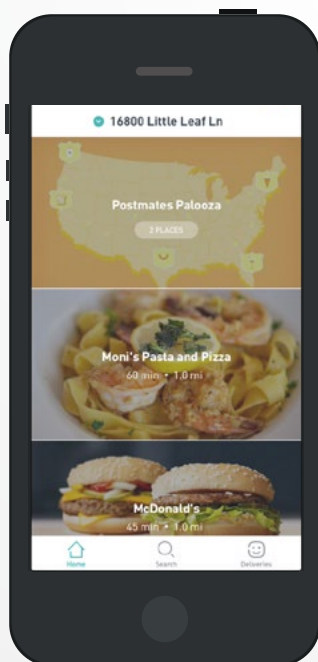 16800 Little Leaf Ln
Postmates Palooza
2 PLACES
Moni's Pasta and Pizza
60 min • 1.0 mi
McDonald's
45 min • 1.0 mi
Home Search Deliveries